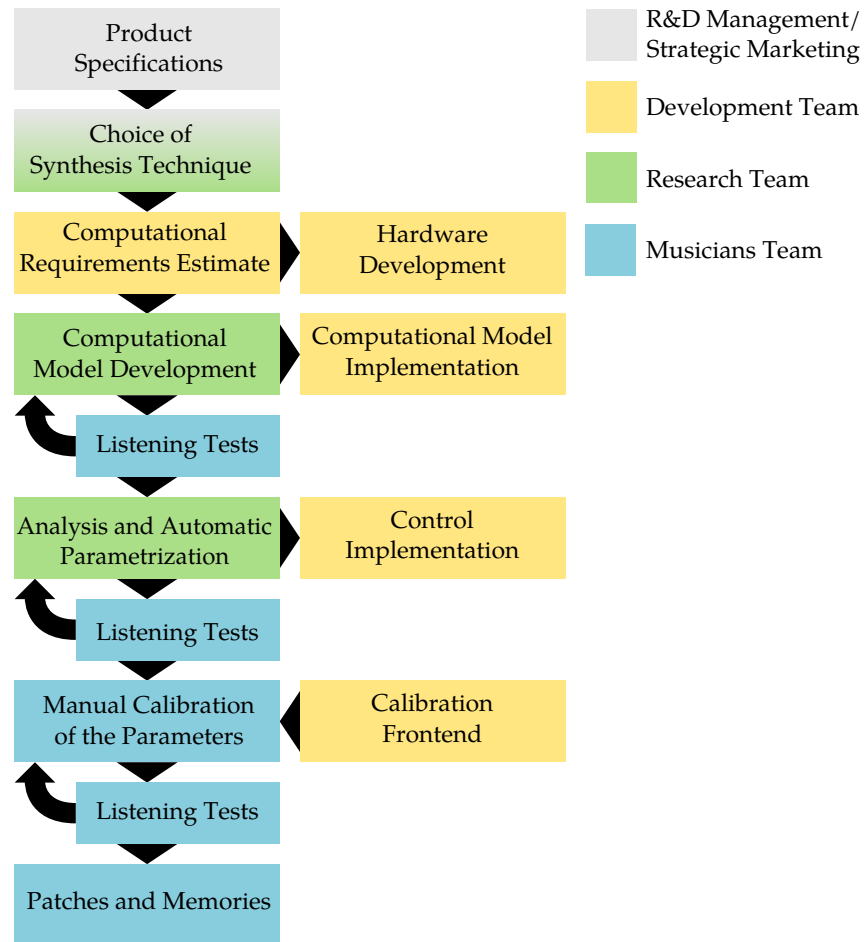 Product
Specifications
Choice of
Synthesis Technique
Computational
Requirements Estimate
Hardware
Development
Computational
Model Development
Computational Model
Implementation
Listening Tests
Analysis and Automatic
Parametrization
Control
Implementation
Listening Tests
Manual Calibration
of the Parameters
Calibration
Frontend
Listening Tests
Patches and Memories
R&D Management/
Strategic Marketing
Development Team
Research Team
Musicians Team